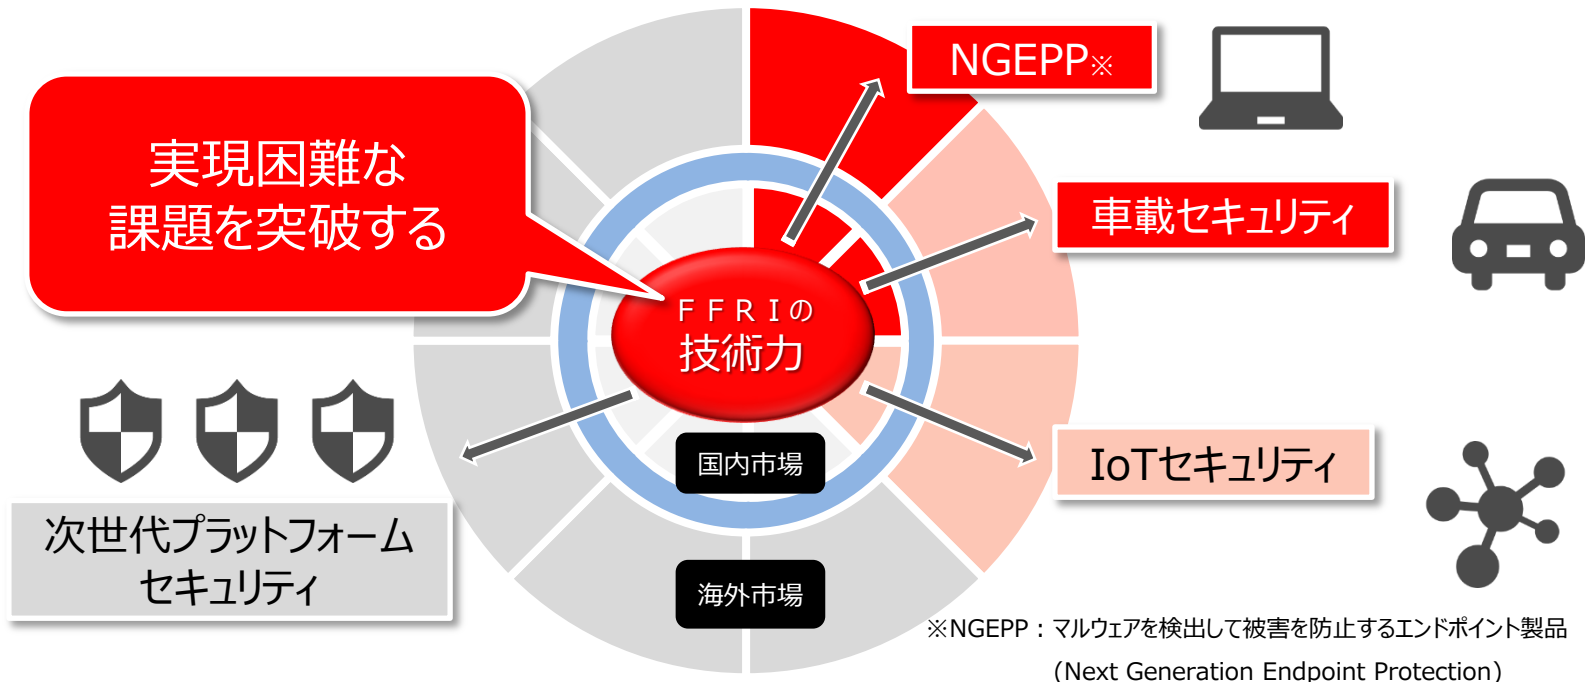 NGEPP※
実現困難な
課題を突破する
車載セキュリティ
ＦＦＲＩの
技術力
国内市場
IoTセキュリティ
次世代プラットフォーム
セキュリティ
海外市場
※NGEPP：マルウェアを検出して被害を防止するエンドポイント製品
(Next Generation Endpoint Protection)